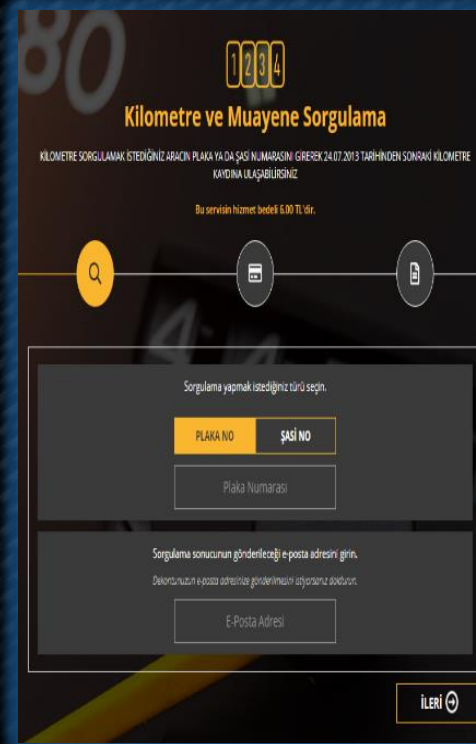 80
1234
Kilometre ve Muayene Sorgulama
KİLOMETRE SORGULAMAK İSTEDİĞİNİZ ARACIN PLAKA YA DA ŞASİ NUMARASINI GİREREK 24.07.2013 TARİHİNDEN SONRAKİ KİLOMETRE
KAYDINA ULAŞABİLİRSİNİZ
Bu servisin hizmet bedeli 6.00 TL'dir.
Sorgulama yapmak istediğiniz türü seçin.
PLAKA NO ŞASİ NO
Plaka Numarası
Sorgulama sonucunun gönderileceği e-posta adresini girin.
Dekontunuzun e-posta adresinize gönderilmesini istiyorsanız doldurun.
E-Posta Adresi
İLERİ